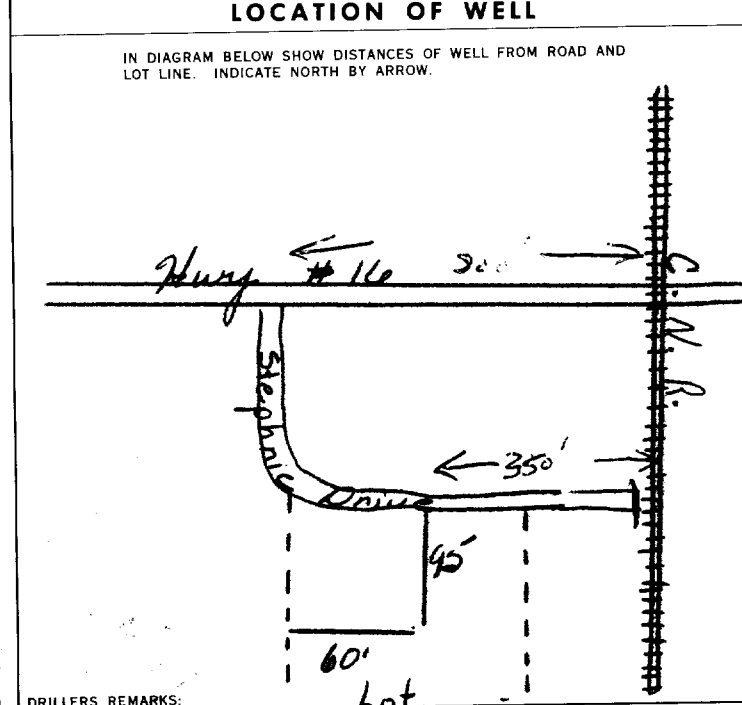 LOCATION OF WELL
IN DIAGRAM BELOW SHOW DISTANCES OF WELL FROM ROAD AND
LOT LINE. INDICATE NORTH BY ARROW.
Hwy # 16
C. N. R.
Stephnie Drive
350'
45'
60'
Lot
DRILLERS REMARKS: